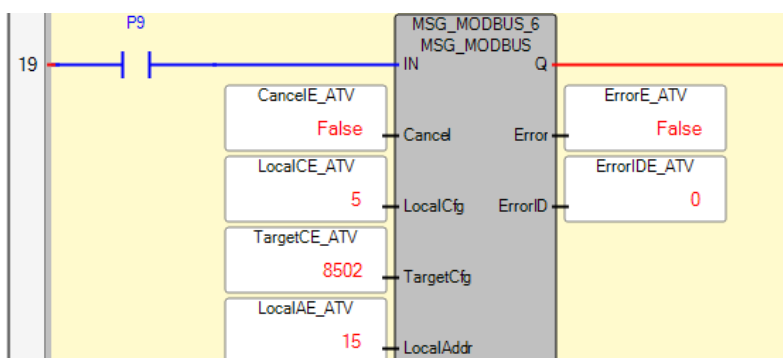 P9
MSG_MODBUS_6
MSG_MODBUS
19
IN
Q
CancelE_ATV
False
Cancel
ErrorE_ATV
False
Error
LocalCE_ATV
5
LocalCfg
ErrorIDE_ATV
0
ErrorID
TargetCE_ATV
8502
TargetCfg
LocalAE_ATV
15
LocalAddr